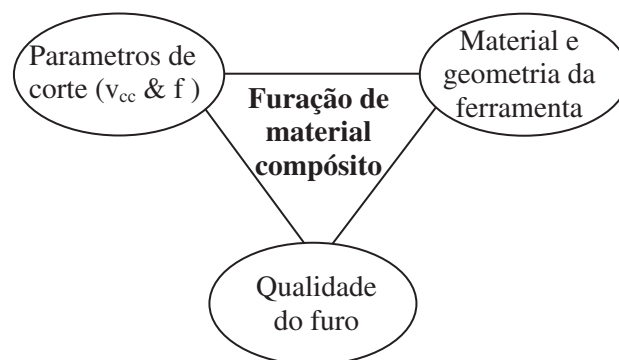 Parametros de
corte (vcc & f )
Material e
geometria da
ferramenta
Furação de
material
compósito
Qualidade
do furo